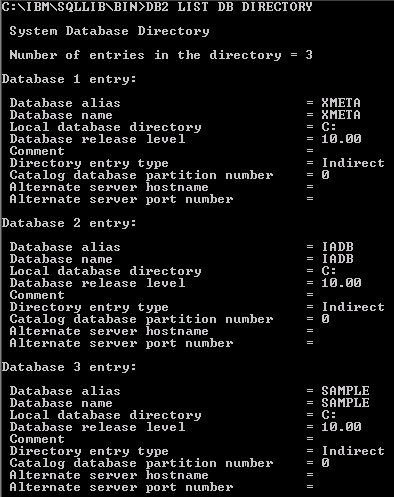 C:\IBM\SQLLIB\BIN>DB2 LIST DB DIRECTORY
System Database Directory
Number of entries in the directory = 3
Database 1 entry:
Database alias = XMETA
Database name = XMETA
Local database directory = C:
Database release level = 10.00
Comment =
Directory entry type = Indirect
Catalog database partition number = 0
Alternate server hostname =
Alternate server port number =
Database 2 entry:
Database alias = IADB
Database name = IADB
Local database directory = C:
Database release level = 10.00
Comment =
Directory entry type = Indirect
Catalog database partition number = 0
Alternate server hostname =
Alternate server port number =
Database 3 entry:
Database alias = SAMPLE
Database name = SAMPLE
Local database directory = C:
Database release level = 10.00
Comment =
Directory entry type = Indirect
Catalog database partition number = 0
Alternate server hostname =
Alternate server port number =